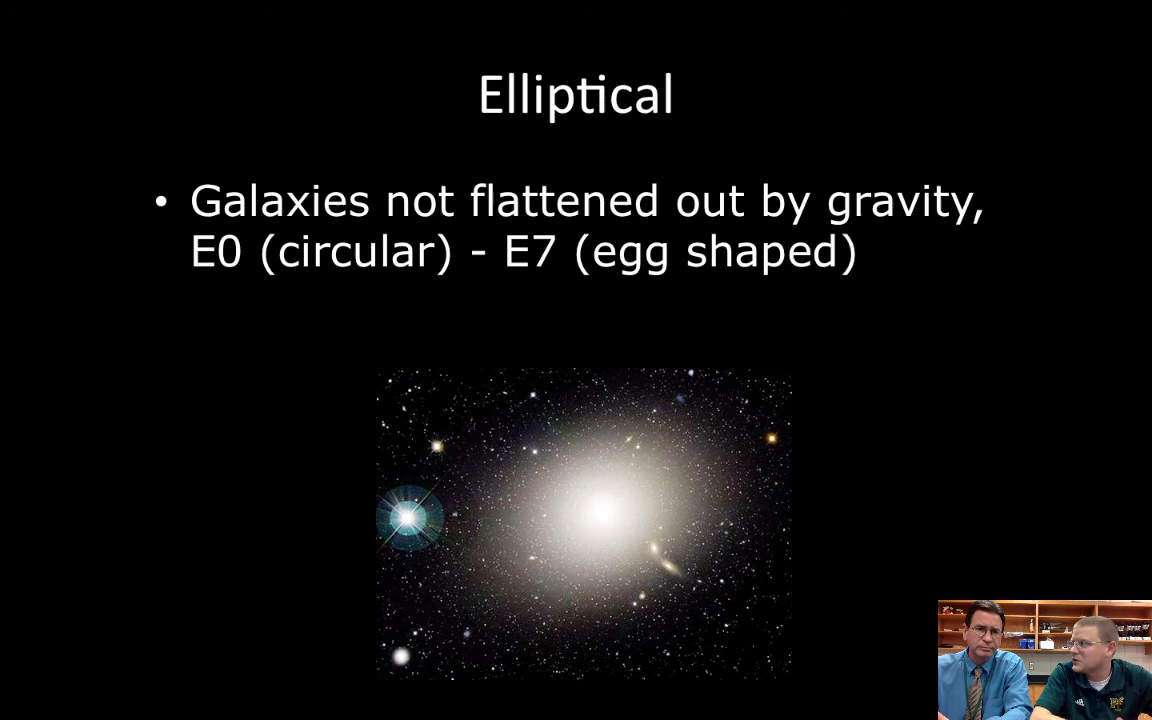 Elliptical
• Galaxies not flattened out by gravity,
E0 (circular) - E7 (egg shaped)